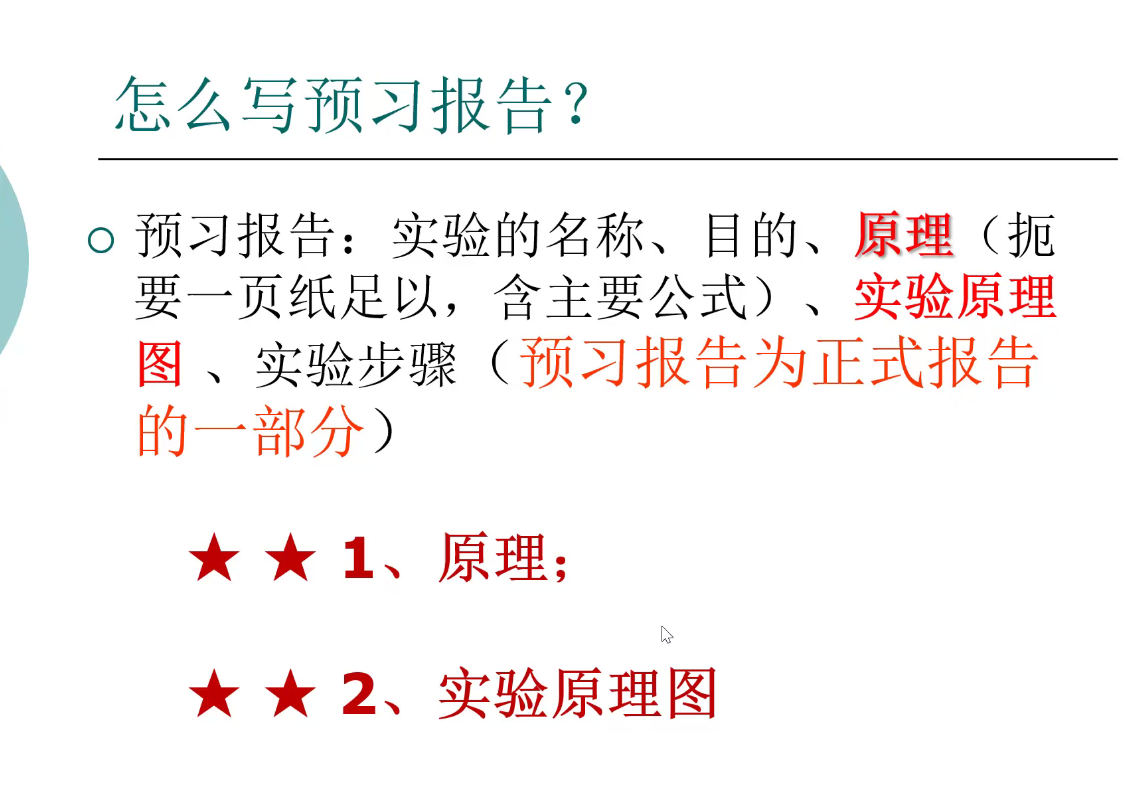 怎么写预习报告？
预习报告：实验的名称、目的、原理（扼
要一页纸足以，含主要公式）、实验原理
图 、实验步骤（预习报告为正式报告
的一部分）
★ ★ 1、原理；
★ ★ 2、实验原理图